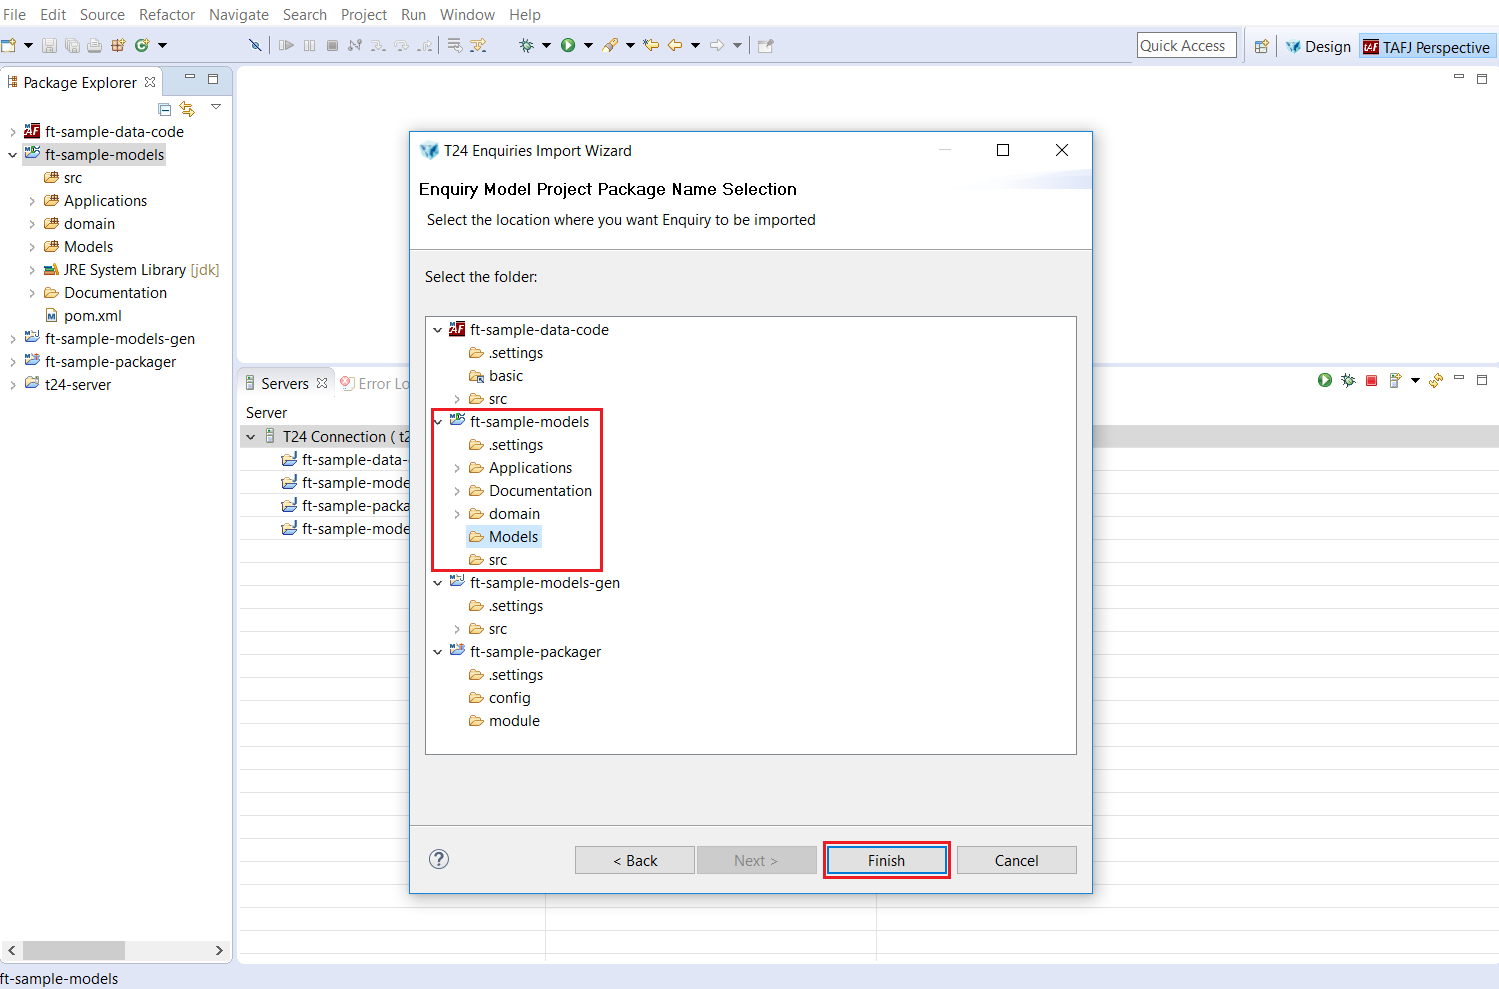 File Edit Source Refactor Navigate Search Project Run Window Help
Quick Access
Design
TAFJ Perspective
Package Explorer
ft-sample-data-code
ft-sample-models
src
Applications
domain
Models
JRE System Library [jdk]
Documentation
pom.xml
ft-sample-models-gen
ft-sample-packager
t24-server
Servers
Error Lo
Server
T24 Connection ( t2
ft-sample-data-
ft-sample-mode
ft-sample-packa
ft-sample-mode
T24 Enquiries Import Wizard
Enquiry Model Project Package Name Selection
Select the location where you want Enquiry to be imported
Select the folder:
ft-sample-data-code
.settings
basic
src
ft-sample-models
.settings
Applications
Documentation
domain
Models
src
ft-sample-models-gen
.settings
src
ft-sample-packager
.settings
config
module
< Back
Next >
Finish
Cancel
ft-sample-models